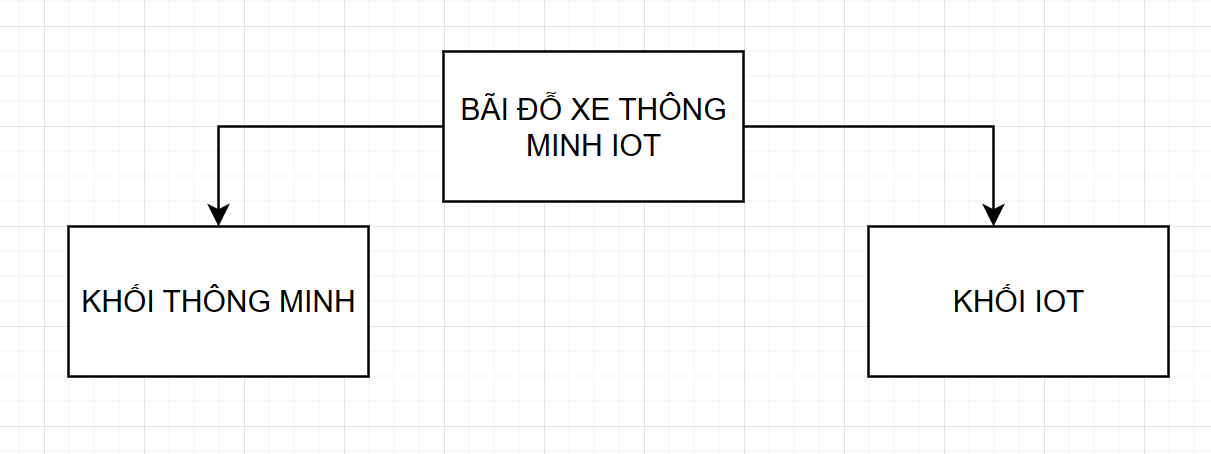 BÃI ĐỖ XE THÔNG
MINH IOT
KHỐI THÔNG MINH
KHỐI IOT